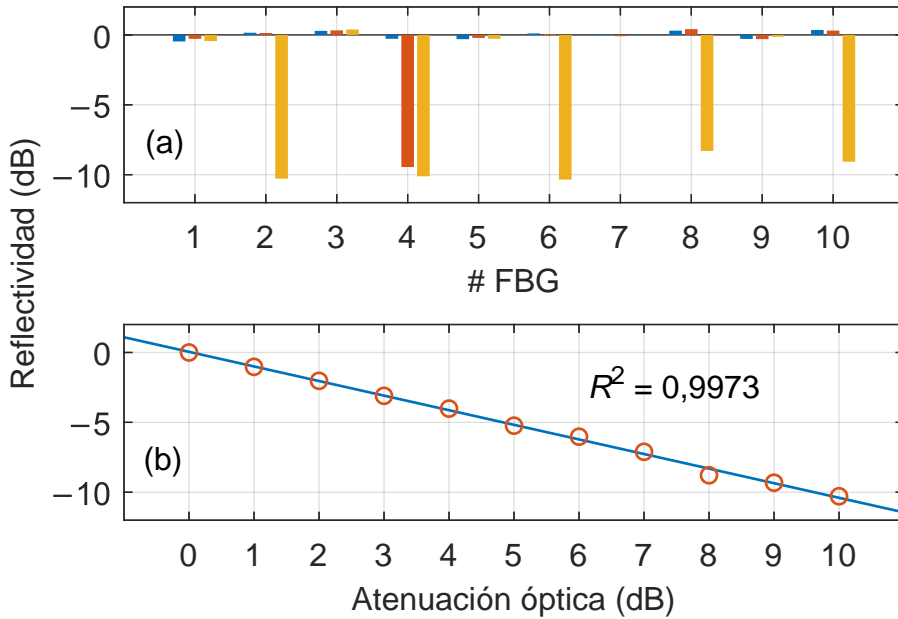 Reflectividad (dB)
0
−5
−10
(a)
1 2 3 4 5 6 7 8 9 10
# FBG
0
−5
−10
R² = 0,9973
(b)
0 1 2 3 4 5 6 7 8 9 10
Atenuación óptica (dB)